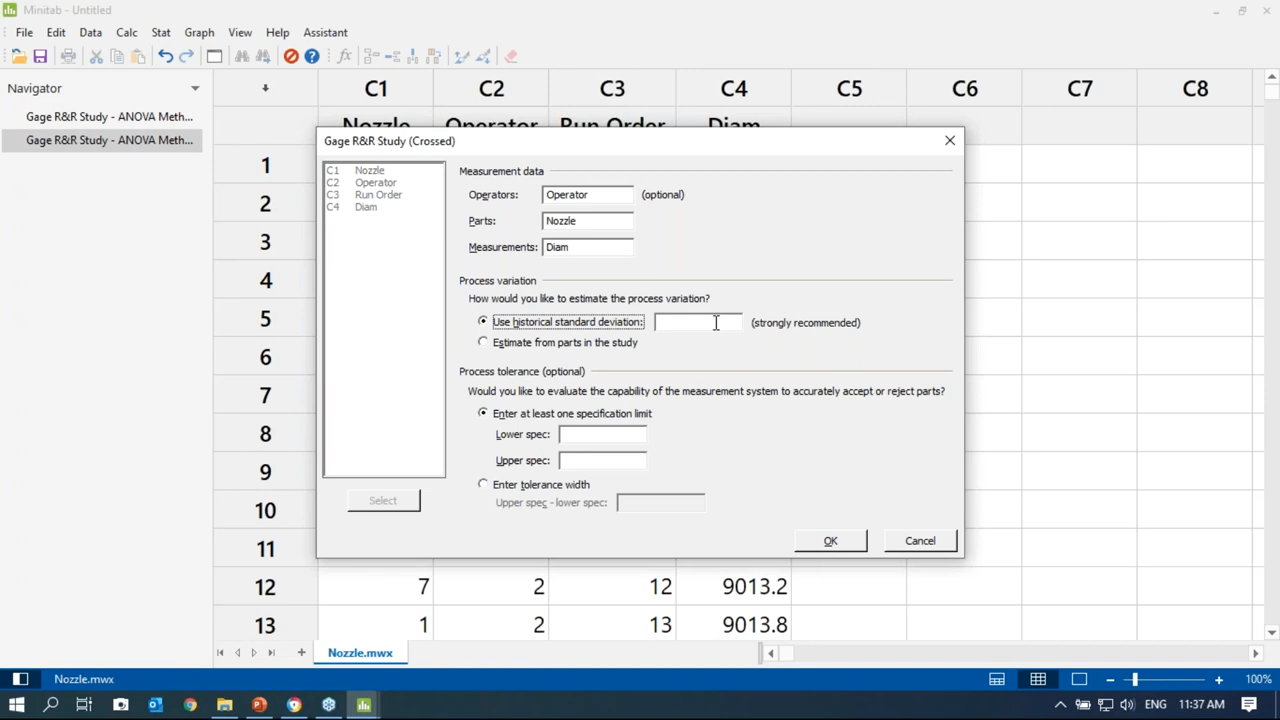 Minitab - Untitled
File Edit Data Calc Stat Graph View Help Assistant
Navigator
Gage R&R Study - ANOVA Meth...
Gage R&R Study - ANOVA Meth...
C1 C2 C3 C4 C5 C6 C7 C8
Nozzle Operator Run Order Diam
1
2
3
4
5
6
7
8
9
10
11
12 7 2 12 9013.2
13 1 2 13 9013.8
Gage R&R Study (Crossed)
C1 Nozzle
C2 Operator
C3 Run Order
C4 Diam
Select
Measurement data
Operators: Operator (optional)
Parts: Nozzle
Measurements: Diam
Process variation
How would you like to estimate the process variation?
Use historical standard deviation: (strongly recommended)
Estimate from parts in the study
Process tolerance (optional)
Would you like to evaluate the capability of the measurement system to accurately accept or reject parts?
Enter at least one specification limit
Lower spec:
Upper spec:
Enter tolerance width
Upper spec - lower spec:
OK Cancel
Nozzle.mwx
Nozzle.mwx 100%
ENG 11:37 AM